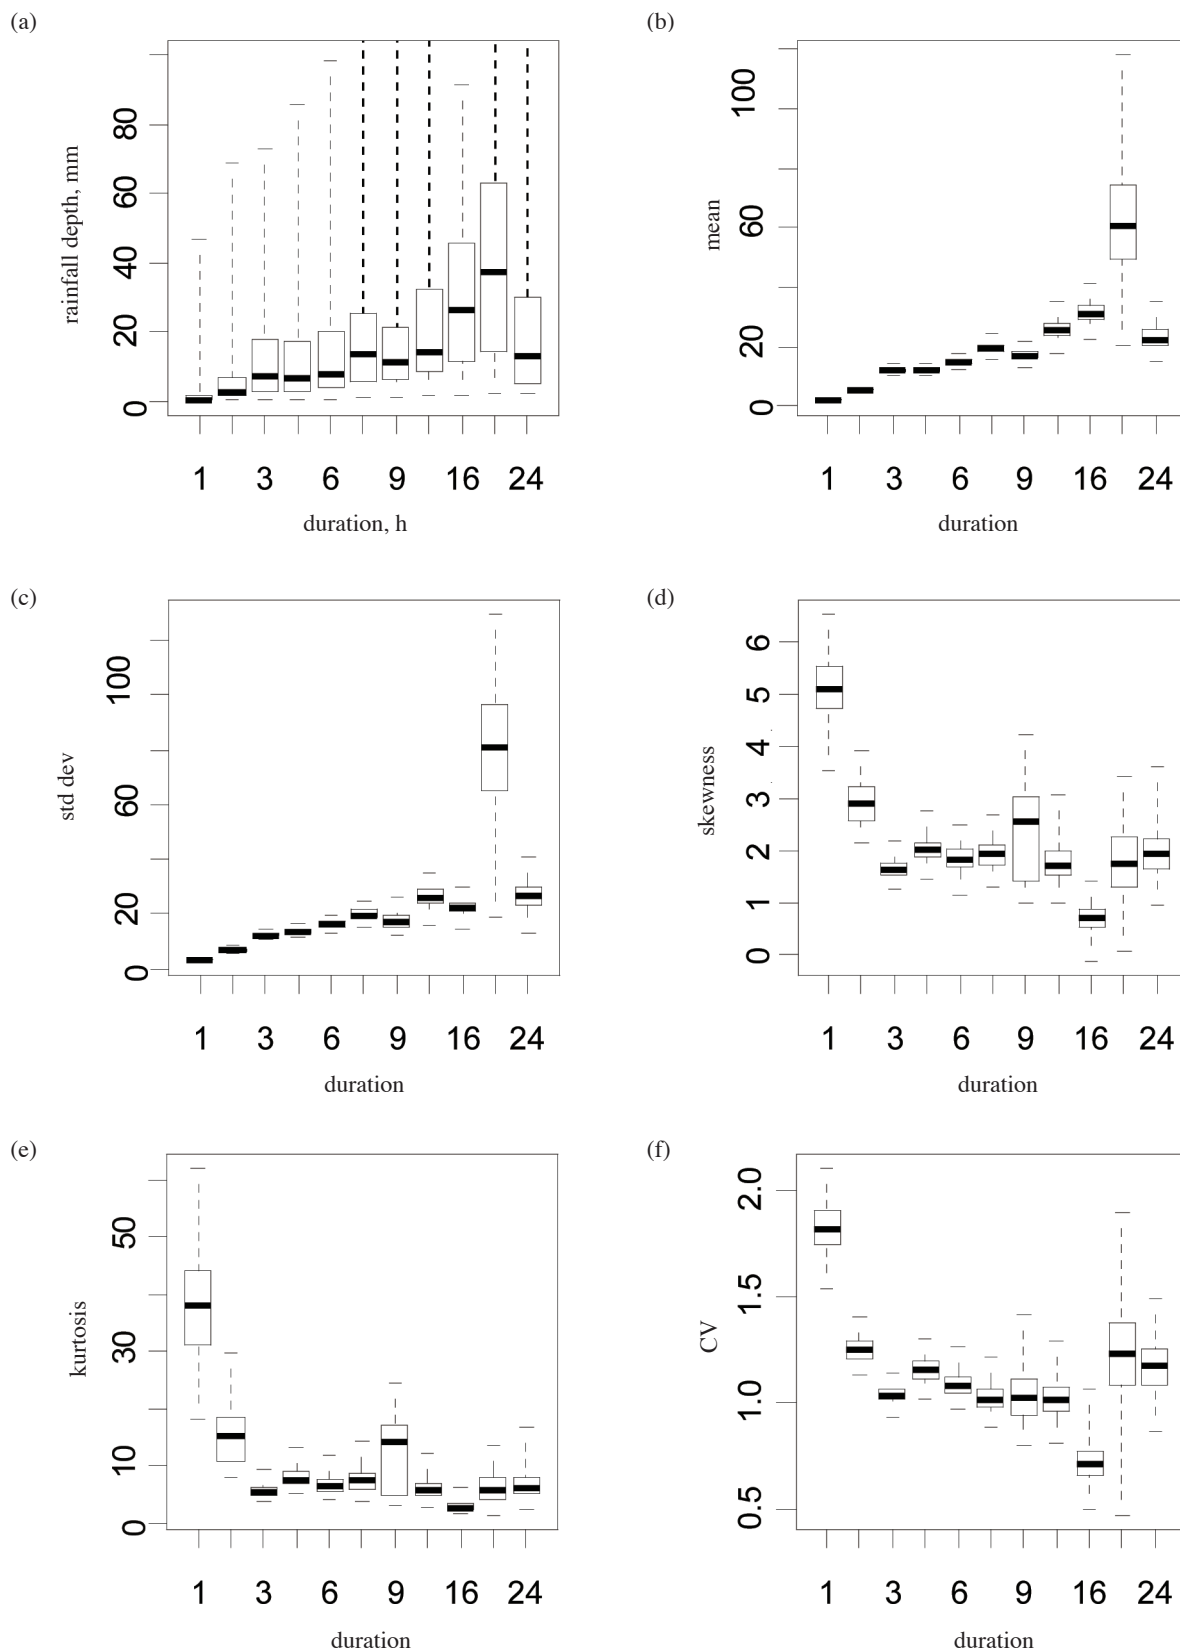 (a)
80
60
40
20
0
rainfall depth, mm
1 3 6 9 16 24
duration, h
(b)
100
60
20
0
mean
1 3 6 9 16 24
duration
(c)
100
60
20
0
std dev
1 3 6 9 16 24
duration
(d)
6
5
4
3
2
1
0
skewness
1 3 6 9 16 24
duration
(e)
50
30
10
0
kurtosis
1 3 6 9 16 24
duration
(f)
2.0
1.5
1.0
0.5
CV
1 3 6 9 16 24
duration